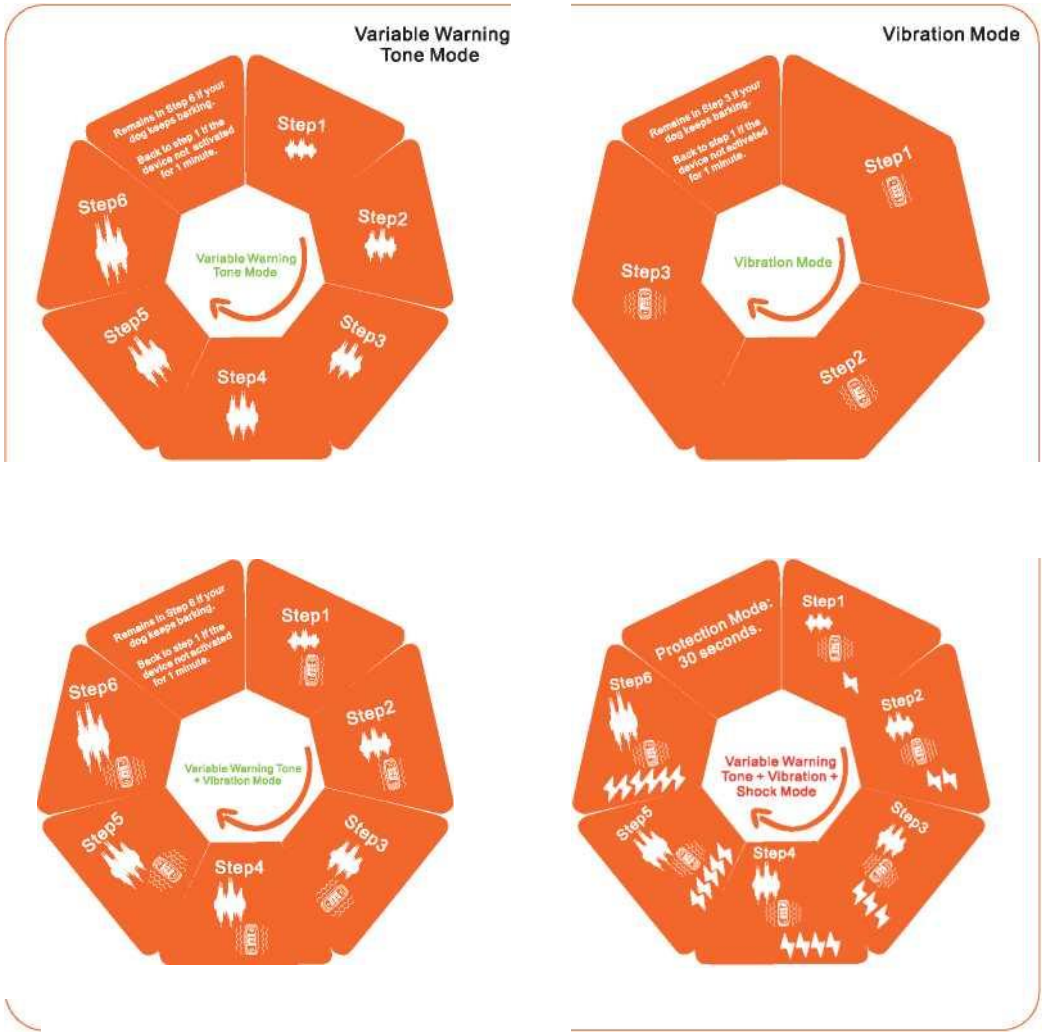 Variable Warning
Tone Mode
Remains in Step 6 if your
dog keeps barking.
Back to step 1 if the
device not activated
for 1 minute.
Step1
Step2
Step3
Step4
Step5
Step6
Variable Warning
Tone Mode
Vibration Mode
Remains in Step 3 if your
dog keeps barking.
Back to step 1 if the
device not activated
for 1 minute.
Step1
Step2
Step3
Vibration Mode
Remains in Step 6 if your
dog keeps barking.
Back to step 1 if the
device not activated
for 1 minute.
Step1
Step2
Step3
Step4
Step5
Step6
Variable Warning Tone
+ Vibration Mode
Protection Mode:
30 seconds.
Step1
Step2
Step3
Step4
Step5
Step6
Variable Warning
Tone + Vibration +
Shock Mode